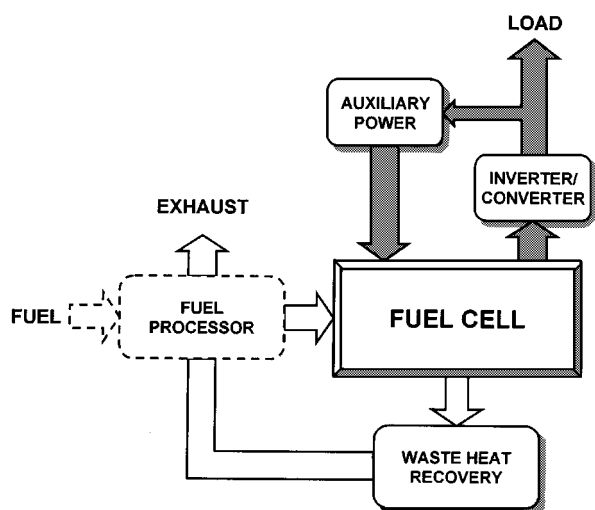 LOAD
AUXILIARY
POWER
INVERTER/
CONVERTER
EXHAUST
FUEL
FUEL
PROCESSOR
FUEL CELL
WASTE HEAT
RECOVERY